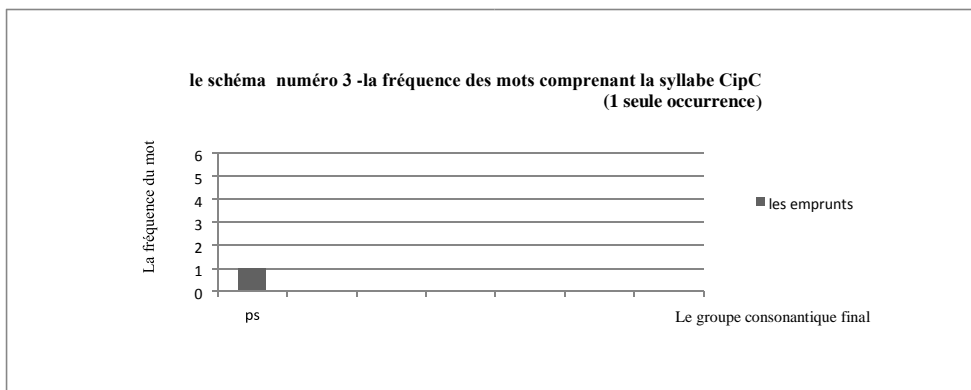 le schéma numéro 3 -la fréquence des mots comprenant la syllabe CipC
(1 seule occurrence)
La fréquence du mot
6
5
4
3
2
1
0
ps
les emprunts
Le groupe consonantique final